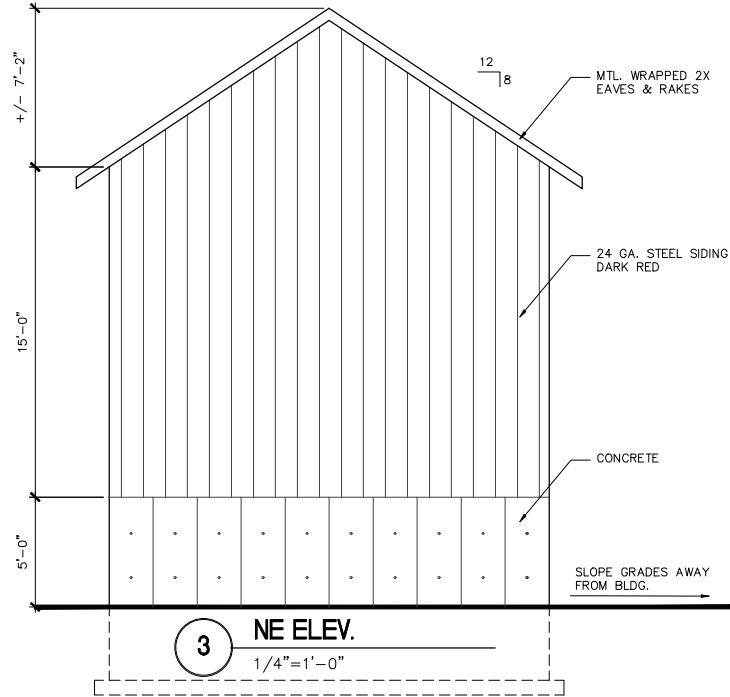 +/- 7'-2"
12
8
MTL. WRAPPED 2X
EAVES & RAKES
15'-0"
24 GA. STEEL SIDING
DARK RED
CONCRETE
5'-0"
SLOPE GRADES AWAY
FROM BLDG.
3
NE ELEV.
1/4"=1'-0"